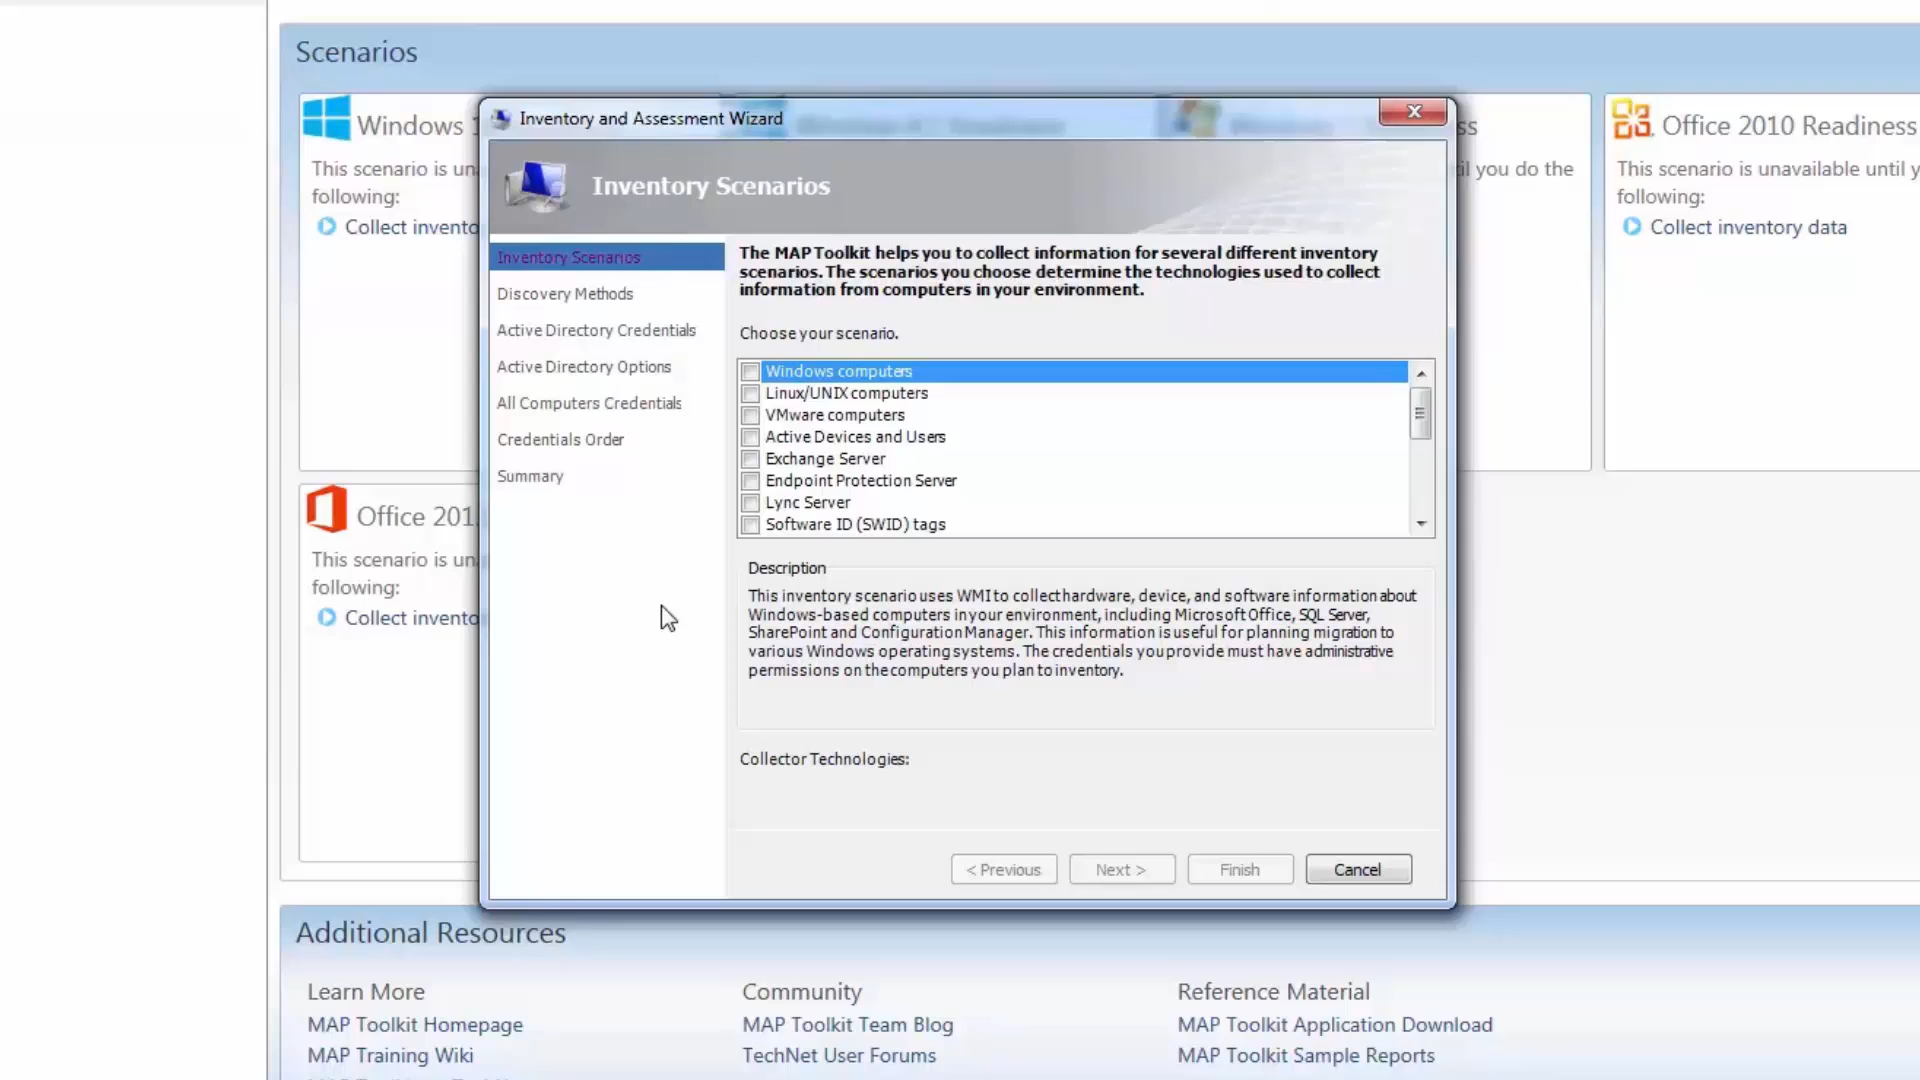 Scenarios
Windows
This scenario is
following:
Collect
Inventory and Assessment Wizard
Inventory Scenarios
Inventory Scenarios
Discovery Methods
Active Directory Credentials
Active Directory Options
All Computers Credentials
Credentials Order
Summary
The MAP Toolkit helps you to collect information for several different inventory
scenarios. The scenarios you choose determine the technologies used to collect
information from computers in your environment.
Choose your scenario.
Windows computers
Linux/UNIX computers
VMware computers
Active Devices and Users
Exchange Server
Endpoint Protection Server
Lync Server
Software ID (SWID) tags
Description
This inventory scenario uses WMI to collect hardware, device, and software information about
Windows-based computers in your environment, including Microsoft Office, SQL Server,
SharePoint and Configuration Manager. This information is useful for planning migration to
various Windows operating systems. The credentials you provide must have administrative
permissions on the computers you plan to inventory.
Collector Technologies:
< Previous
Next >
Finish
Cancel
you do the
Office 2010 Readiness
This scenario is unavailable until
following:
Collect inventory data
Office
This scenario is
following:
Collect
Additional Resources
Learn More
MAP Toolkit Homepage
MAP Training Wiki
Community
MAP Toolkit Team Blog
TechNet User Forums
Reference Material
MAP Toolkit Application Download
MAP Toolkit Sample Reports